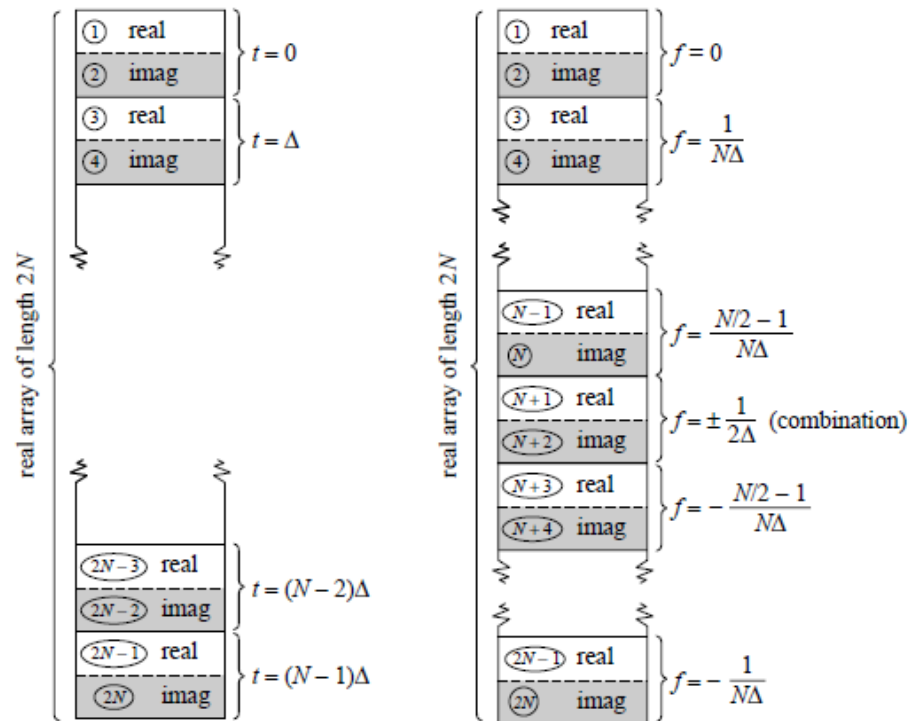 real array of length 2N
① real
② imag
t = 0
③ real
④ imag
t = Δ
2N − 3 real
2N − 2 imag
t = (N − 2)Δ
2N − 1 real
2N imag
t = (N − 1)Δ
real array of length 2N
① real
② imag
f = 0
③ real
④ imag
f = 1/NΔ
N − 1 real
N imag
f = N/2 − 1/NΔ
N + 1 real
N + 2 imag
f = ± 1/2Δ (combination)
N + 3 real
N + 4 imag
f = − N/2 − 1/NΔ
2N − 1 real
2N imag
f = − 1/NΔ